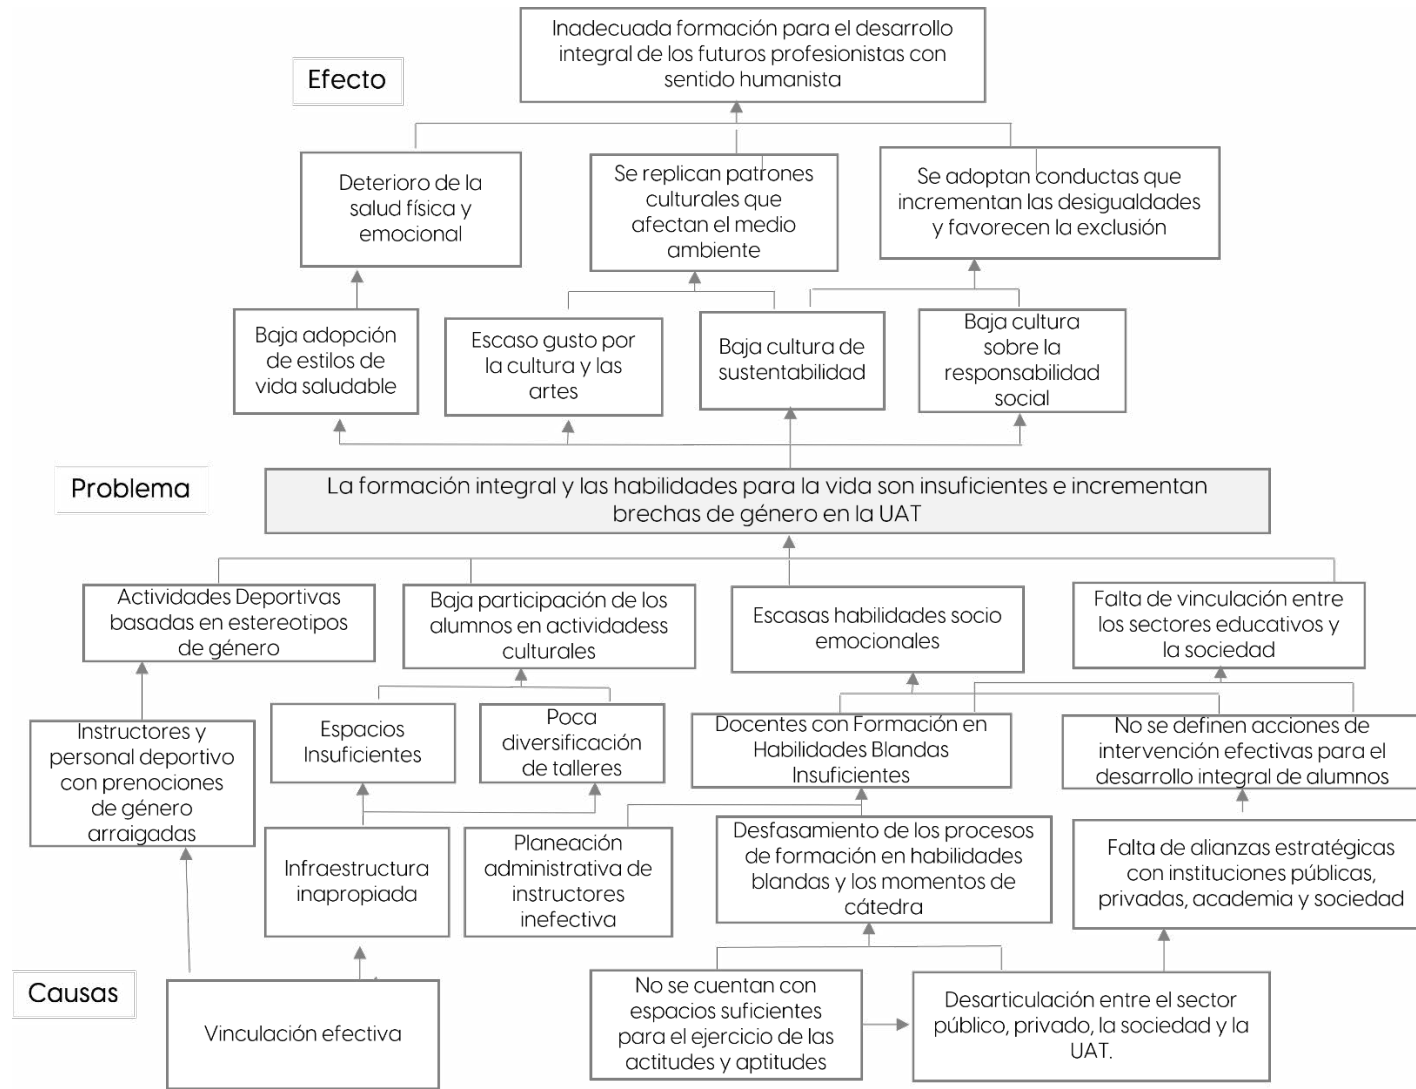 Inadecuada formación para el desarrollo
integral de los futuros profesionistas con
sentido humanista
Efecto
Deterioro de la
salud física y
emocional
Se replican patrones
culturales que
afectan el medio
ambiente
Se adoptan conductas que
incrementan las desigualdades
y favorecen la exclusión
Baja adopción
de estilos de
vida saludable
Escaso gusto por
la cultura y las
artes
Baja cultura de
sustentabilidad
Baja cultura
sobre la
responsabilidad
social
Problema
La formación integral y las habilidades para la vida son insuficientes e incrementan
brechas de género en la UAT
Actividades Deportivas
basadas en estereotipos
de género
Baja participación de los
alumnos en actividadess
culturales
Escasas habilidades socio
emocionales
Falta de vinculación entre
los sectores educativos y
la sociedad
Instructores y
personal deportivo
con prenociones
de género
arraigadas
Espacios
Insuficientes
Poca
diversificación
de talleres
Docentes con Formación en
Habilidades Blandas
Insuficientes
No se definen acciones de
intervención efectivas para el
desarrollo integral de alumnos
Infraestructura
inapropiada
Planeación
administrativa de
instructores
inefectiva
Desfasamiento de los procesos
de formación en habilidades
blandas y los momentos de
cátedra
Falta de alianzas estratégicas
con instituciones públicas,
privadas, academia y sociedad
Causas
Vinculación efectiva
No se cuentan con
espacios suficientes
para el ejercicio de las
actitudes y aptitudes
Desarticulación entre el sector
público, privado, la sociedad y la
UAT.